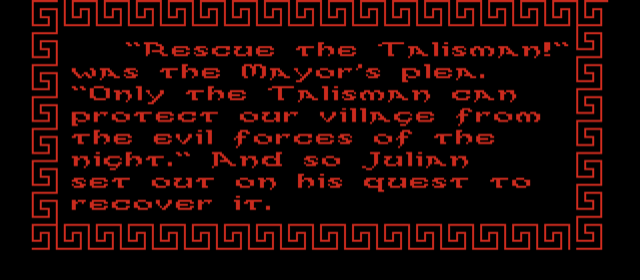 "Rescue the Talisman!"
was the Mayor's plea.
"Only the Talisman can
protect our village from
the evil forces of the
night." And so Julian
set out on his quest to
recover it.